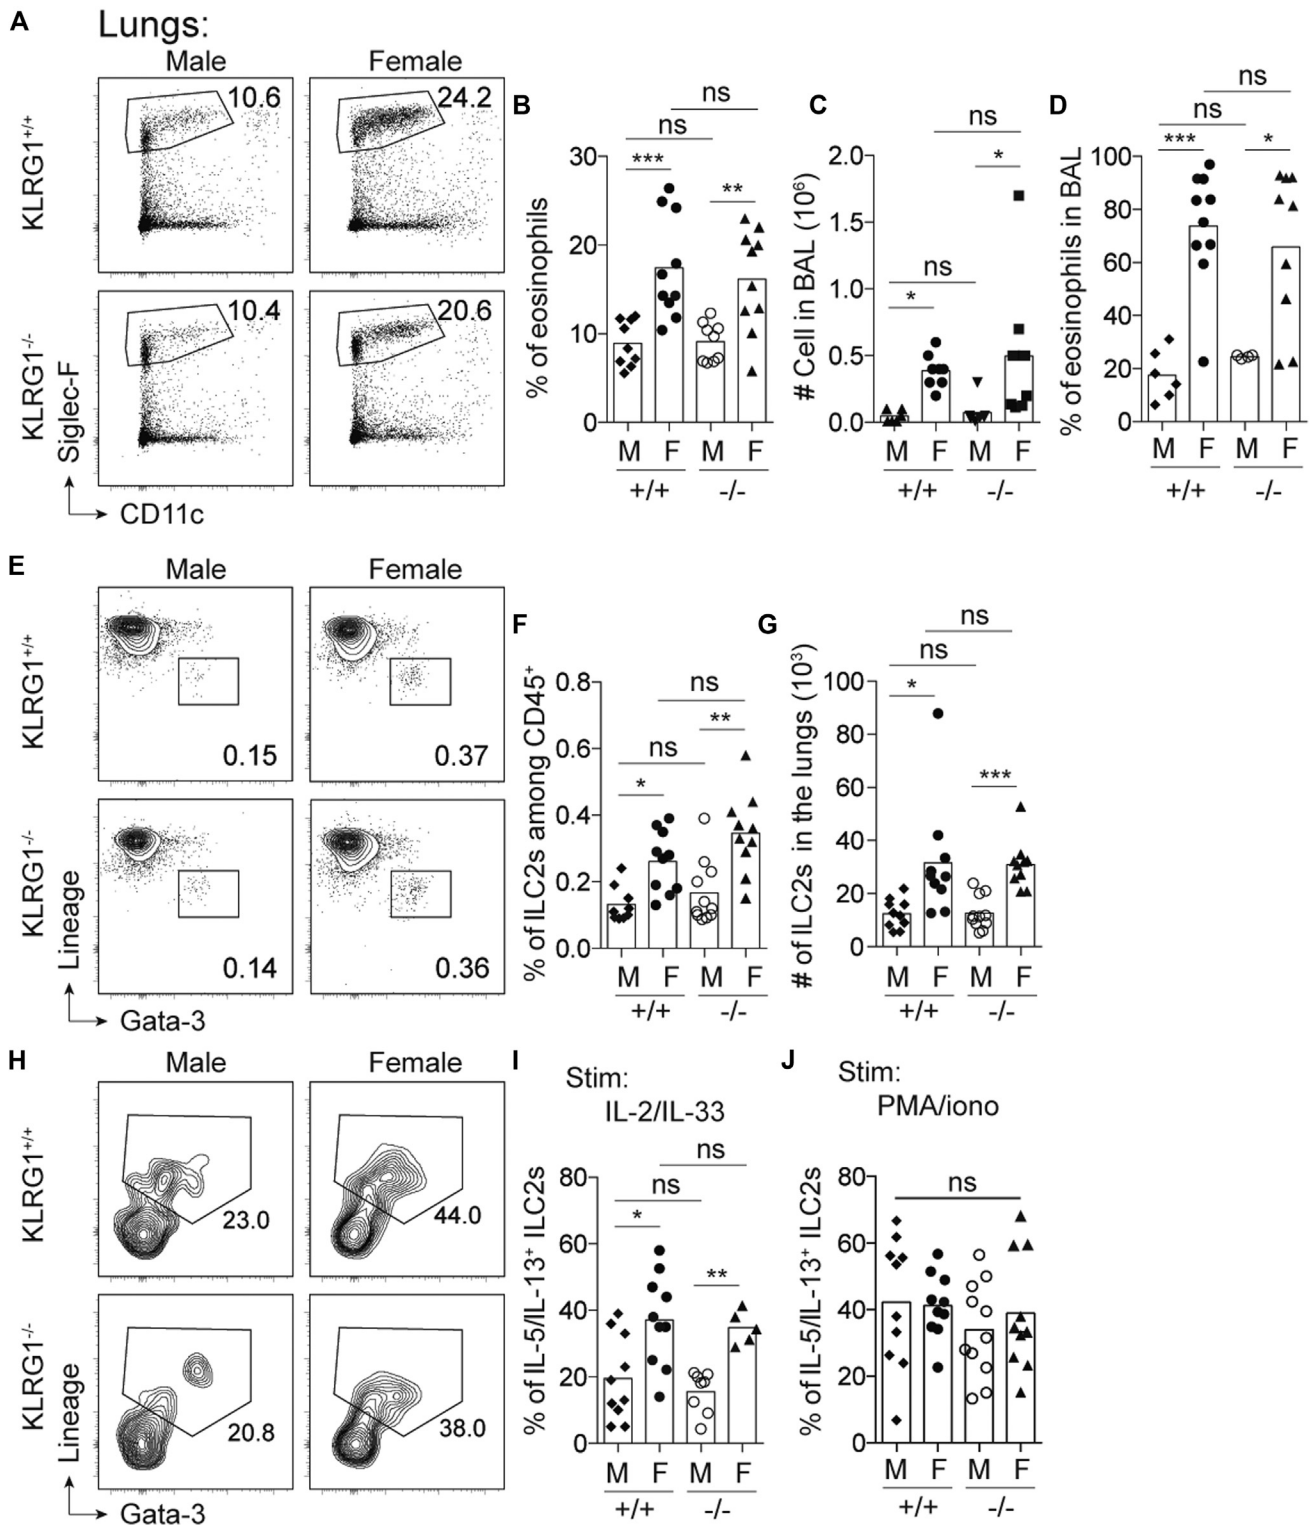 A
Lungs:
Male Female
KLRG1+/+
10.6
24.2
KLRG1-/-
10.4
20.6
Siglec-F
CD11c
B
ns
ns
***
**
% of eosinophils
30
20
10
0
M F M F
+/+ -/-
C
ns
*
ns
*
# Cell in BAL (10⁶)
2.0
1.5
1.0
0.5
0.0
M F M F
+/+ -/-
D
ns
ns
***
*
% of eosinophils in BAL
100
80
60
40
20
0
M F M F
+/+ -/-
E
Male Female
KLRG1+/+
0.15
0.37
KLRG1-/-
0.14
0.36
Lineage
Gata-3
F
ns
**
ns
*
% of ILC2s among CD45+
0.8
0.6
0.4
0.2
0.0
M F M F
+/+ -/-
G
ns
ns
*
***
# of ILC2s in the lungs (10³)
100
80
60
40
20
0
M F M F
+/+ -/-
H
Male Female
KLRG1+/+
23.0
44.0
KLRG1-/-
20.8
38.0
Lineage
Gata-3
I
Stim:
IL-2/IL-33
ns
ns
*
**
% of IL-5/IL-13+ ILC2s
80
60
40
20
0
M F M F
+/+ -/-
J
Stim:
PMA/iono
ns
% of IL-5/IL-13+ ILC2s
80
60
40
20
0
M F M F
+/+ -/-